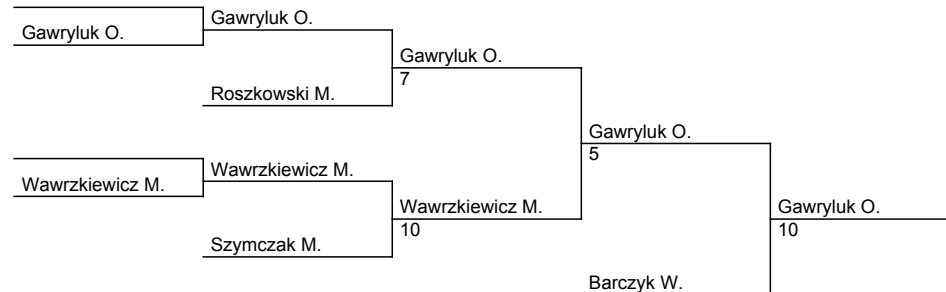 Gawryluk O.
Gawryluk O.
Gawryluk O.
7
Roszkowski M.
Gawryluk O.
5
Wawrzkiewicz M.
Wawrzkiewicz M.
Wawrzkiewicz M.
10
Gawryluk O.
10
Szymczak M.
Barczyk W.